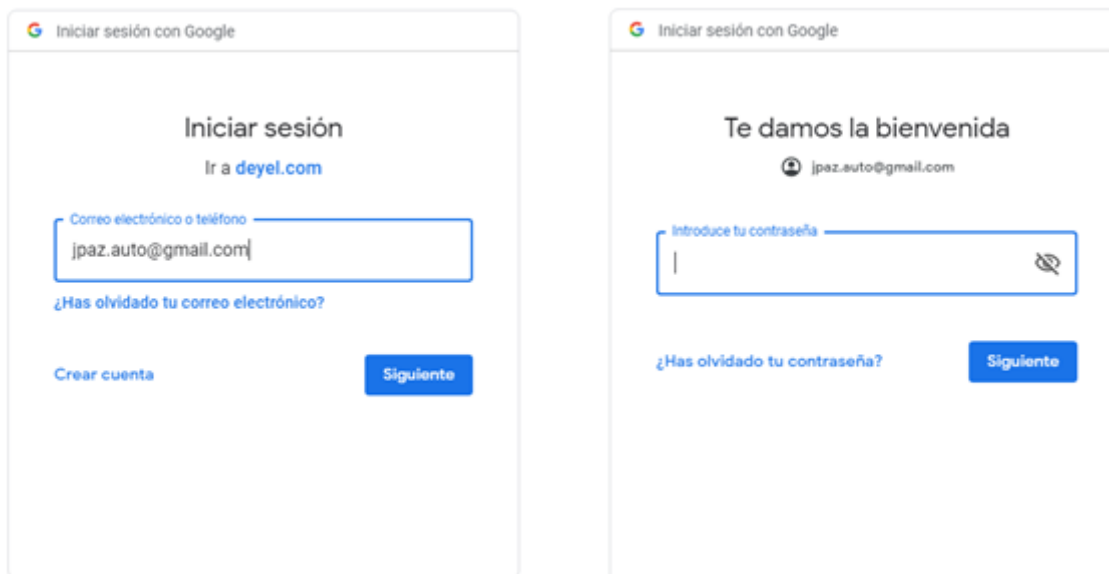 Iniciar sesión con Google
Iniciar sesión
Ir a deyel.com
Correo electrónico o teléfono
jpaz.auto@gmail.com
¿Has olvidado tu correo electrónico?
Crear cuenta
Siguiente
Iniciar sesión con Google
Te damos la bienvenida
jpaz.auto@gmail.com
Introduce tu contraseña
¿Has olvidado tu contraseña?
Siguiente